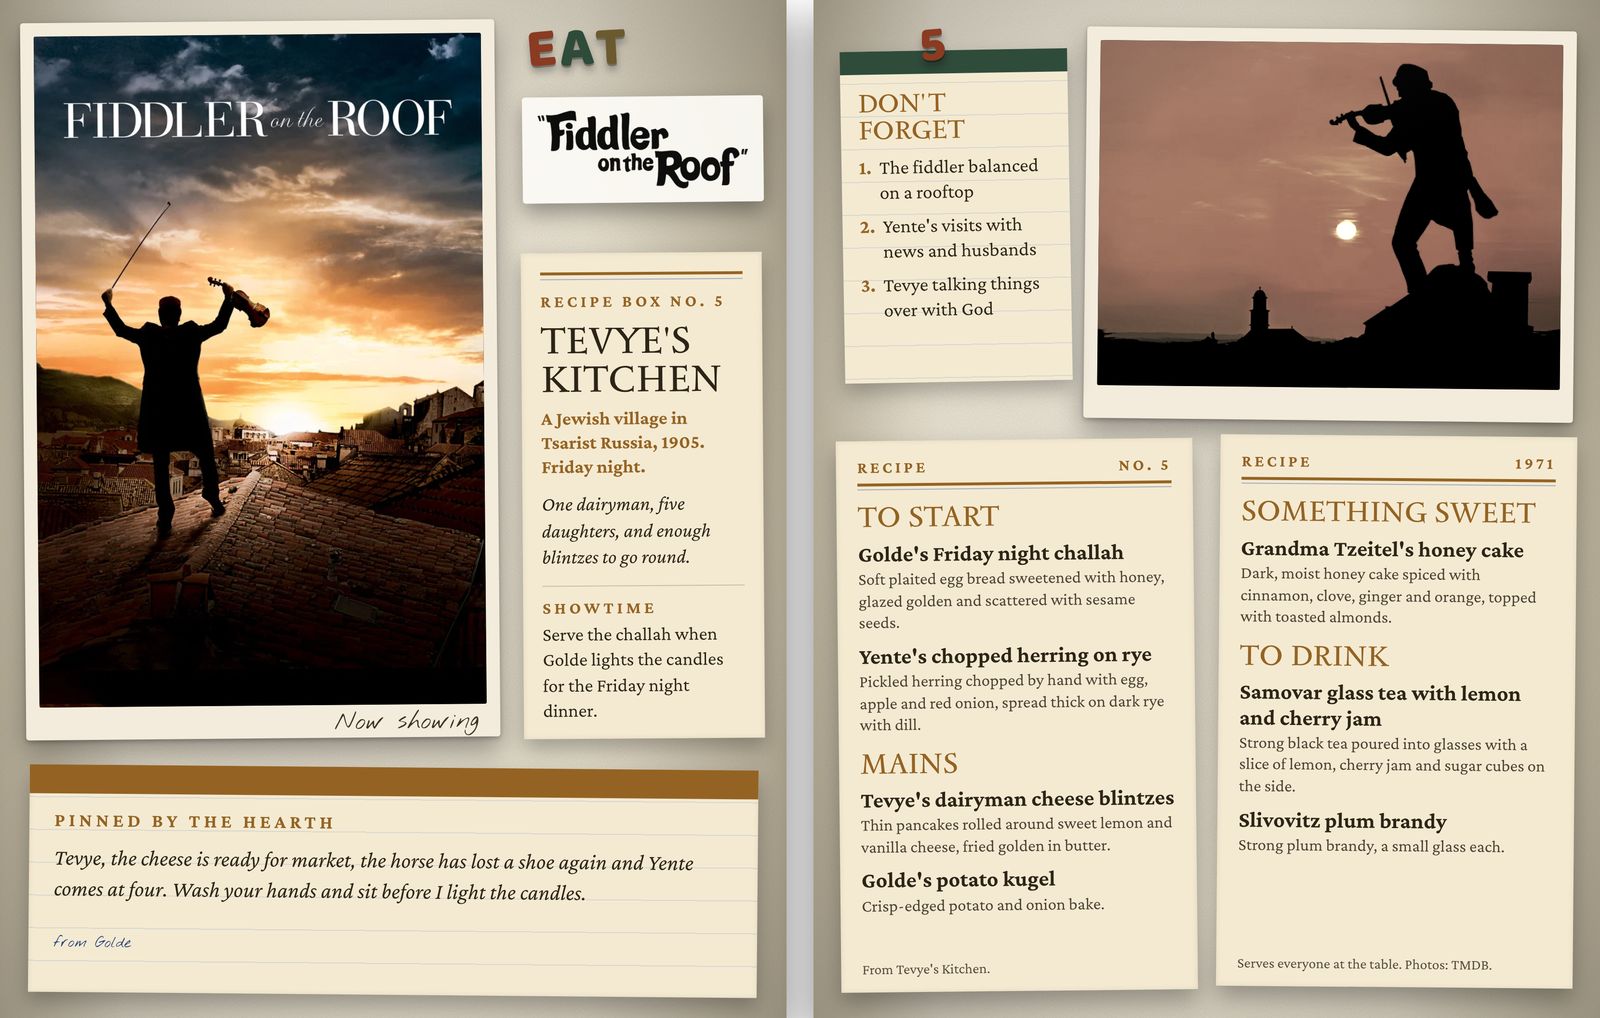 FIDDLER on the ROOF
Now showing
EAT
"Fiddler
on the Roof"
RECIPE BOX NO. 5
TEVYE'S
KITCHEN
A Jewish village in
Tsarist Russia, 1905.
Friday night.
One dairyman, five
daughters, and enough
blintzes to go round.
SHOWTIME
Serve the challah when
Golde lights the candles
for the Friday night
dinner.
PINNED BY THE HEARTH
Tevye, the cheese is ready for market, the horse has lost a shoe again and Yente
comes at four. Wash your hands and sit before I light the candles.
from Golde
5
DON'T
FORGET
1. The fiddler balanced
on a rooftop
2. Yente's visits with
news and husbands
3. Tevye talking things
over with God
RECIPE NO. 5
TO START
Golde's Friday night challah
Soft plaited egg bread sweetened with honey,
glazed golden and scattered with sesame
seeds.
Yente's chopped herring on rye
Pickled herring chopped by hand with egg,
apple and red onion, spread thick on dark rye
with dill.
MAINS
Tevye's dairyman cheese blintzes
Thin pancakes rolled around sweet lemon and
vanilla cheese, fried golden in butter.
Golde's potato kugel
Crisp-edged potato and onion bake.
From Tevye's Kitchen.
RECIPE 1971
SOMETHING SWEET
Grandma Tzeitel's honey cake
Dark, moist honey cake spiced with
cinnamon, clove, ginger and orange, topped
with toasted almonds.
TO DRINK
Samovar glass tea with lemon
and cherry jam
Strong black tea poured into glasses with a
slice of lemon, cherry jam and sugar cubes on
the side.
Slivovitz plum brandy
Strong plum brandy, a small glass each.
Serves everyone at the table. Photos: TMDB.